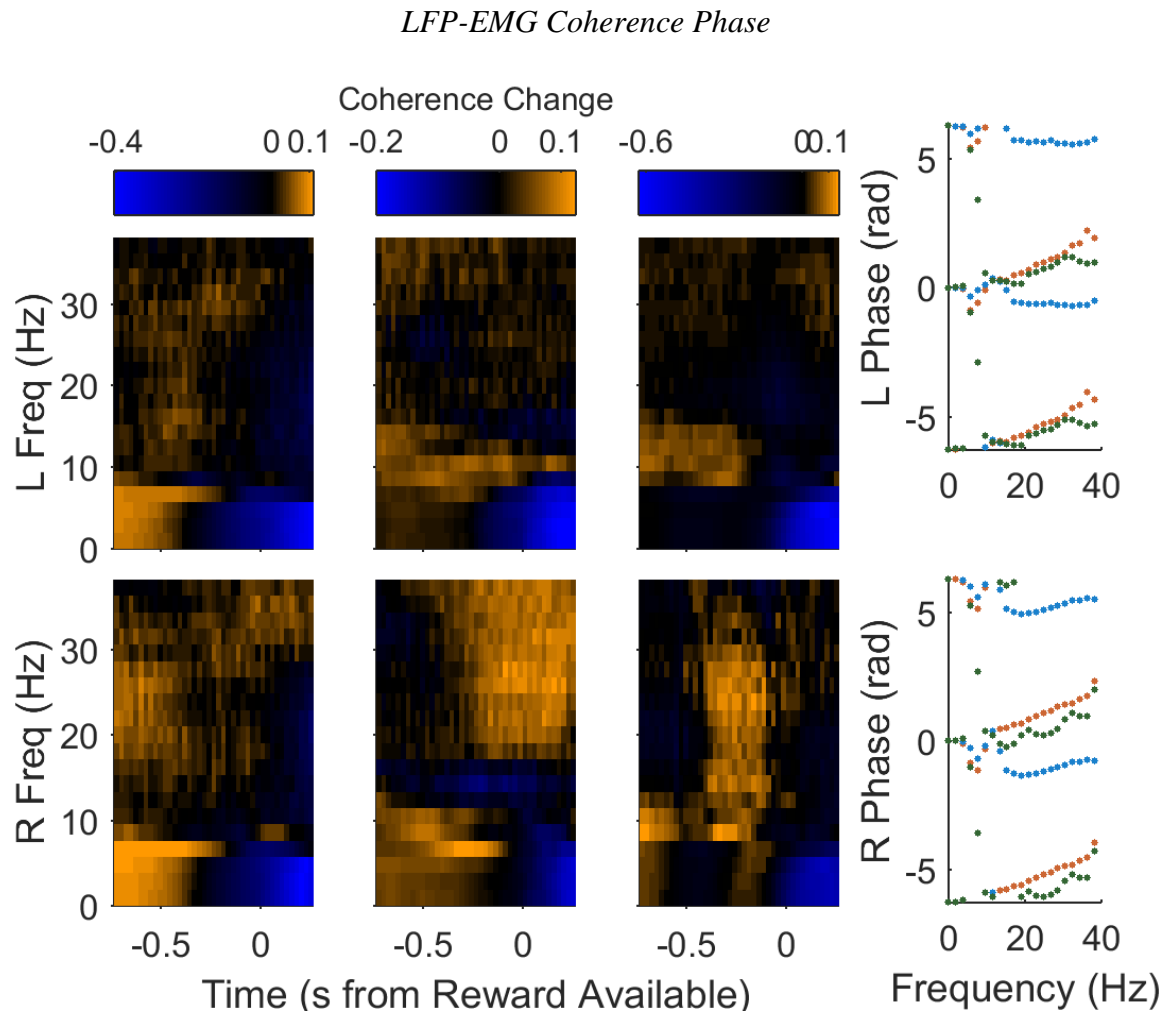 LFP-EMG Coherence Phase
Coherence Change
-0.4 0 0.1 -0.2 0 0.1 -0.6 0 0.1
L Freq (Hz)
30
20
10
0
L Phase (rad)
5
0
-5
0 20 40
R Freq (Hz)
30
20
10
0
-0.5 0 -0.5 0 -0.5 0
Time (s from Reward Available)
R Phase (rad)
5
0
-5
0 20 40
Frequency (Hz)